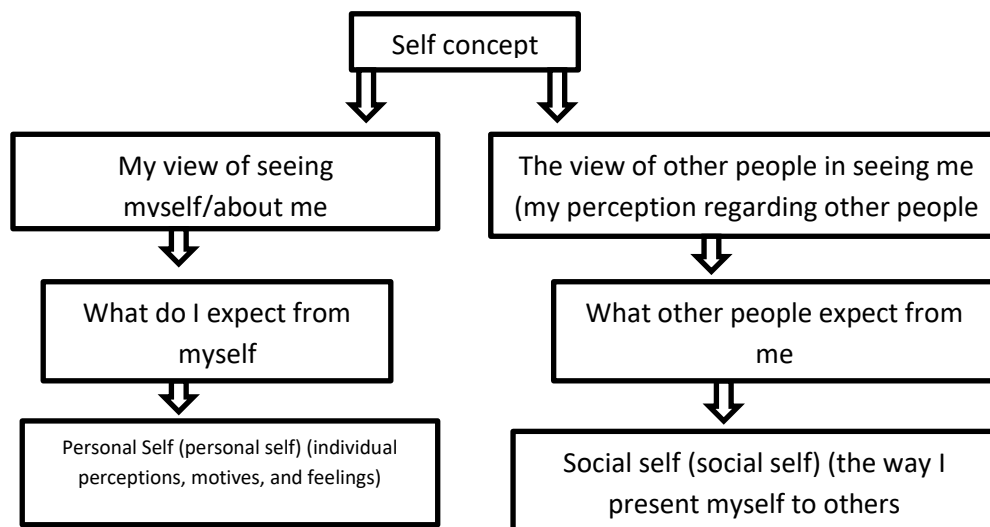 Self concept
My view of seeing
myself/about me
The view of other people in seeing me
(my perception regarding other people
What do I expect from
myself
What other people expect from
me
Personal Self (personal self) (individual
perceptions, motives, and feelings)
Social self (social self) (the way I
present myself to others